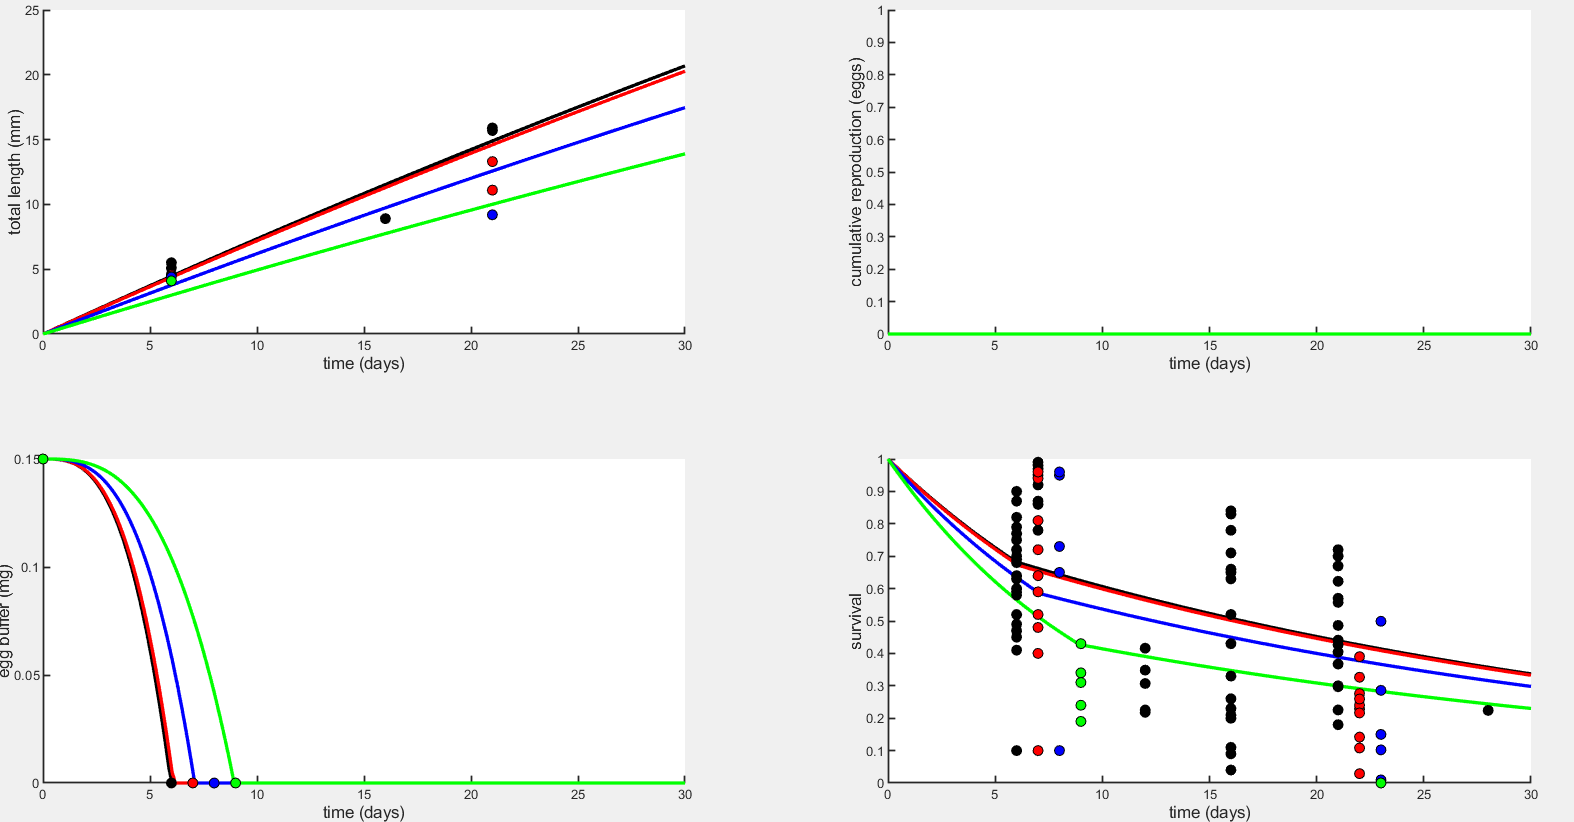 25
20
15
10
5
0
0 5 10 15 20 25 30
total length (mm)
time (days)
1
0.9
0.8
0.7
0.6
0.5
0.4
0.3
0.2
0.1
0
0 5 10 15 20 25 30
cumulative reproduction (eggs)
time (days)
0.15
0.1
0.05
0
0 5 10 15 20 25 30
egg buffer (mg)
time (days)
1
0.9
0.8
0.7
0.6
0.5
0.4
0.3
0.2
0.1
0
0 5 10 15 20 25 30
survival
time (days)